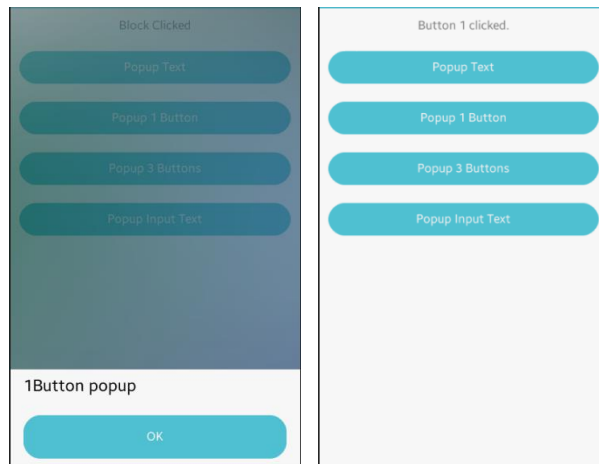 Block Clicked
Popup Text
Popup 1 Button
Popup 3 Buttons
Popup Input Text
1Button popup
OK
Button 1 clicked.
Popup Text
Popup 1 Button
Popup 3 Buttons
Popup Input Text